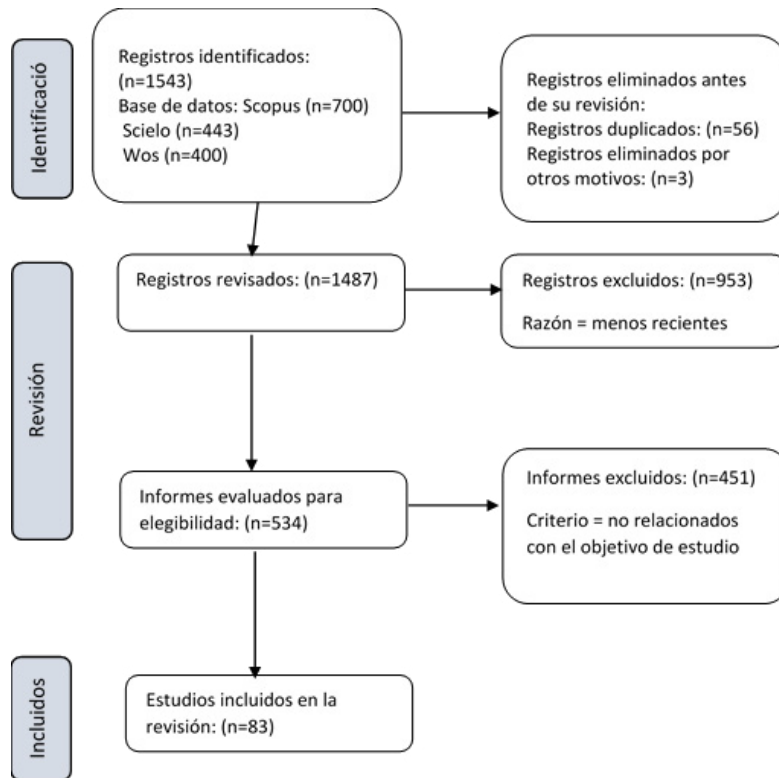 Identificació
Registros identificados:
(n=1543)
Base de datos: Scopus (n=700)
Scielo (n=443)
Wos (n=400)
Registros eliminados antes
de su revisión:
Registros duplicados: (n=56)
Registros eliminados por
otros motivos: (n=3)
Revisión
Registros revisados: (n=1487)
Registros excluidos: (n=953)
Razón = menos recientes
Informes evaluados para
elegibilidad: (n=534)
Informes excluidos: (n=451)
Criterio = no relacionados
con el objetivo de estudio
Incluidos
Estudios incluidos en la
revisión: (n=83)